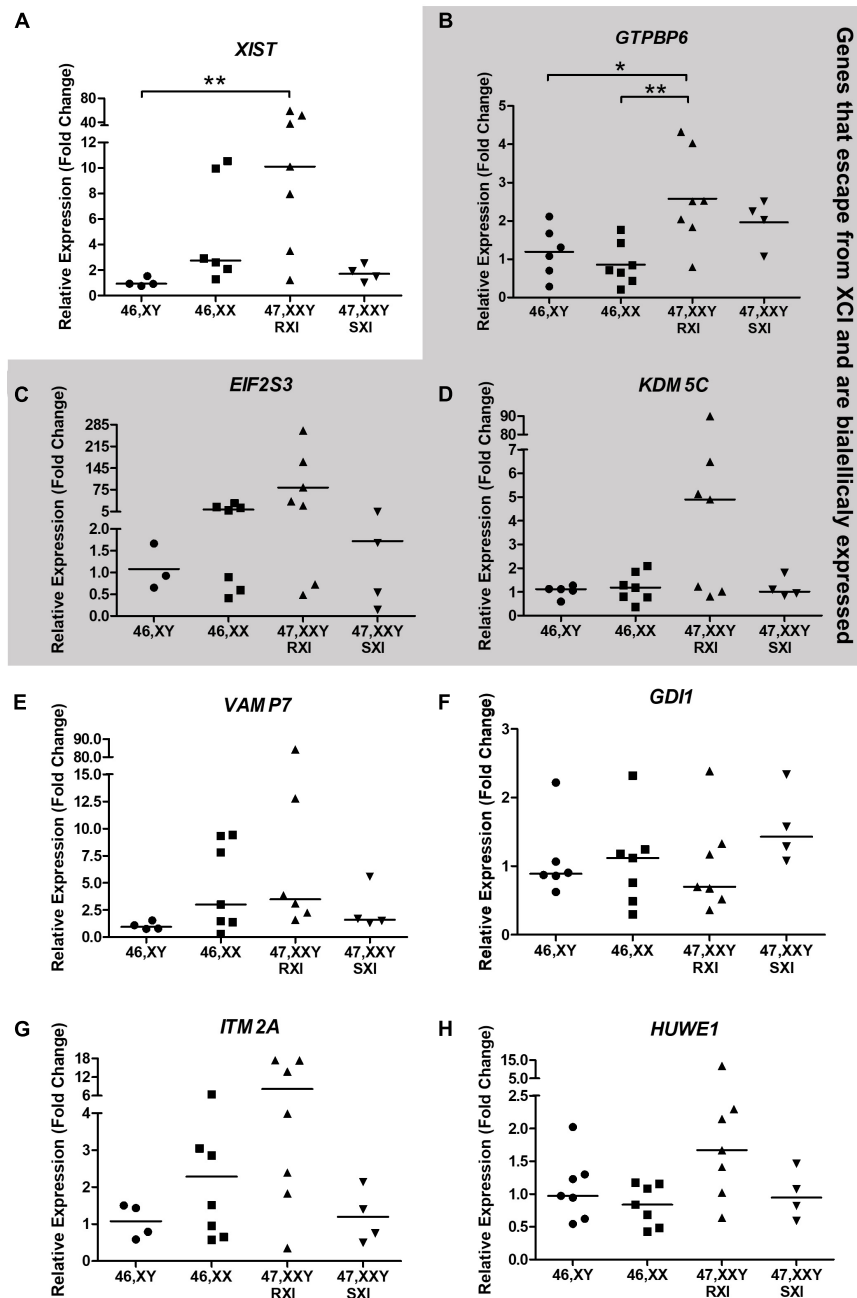 A
XIST
**
Relative Expression (Fold Change)
80
40
12
10
8
6
4
2
0
46,XY
46,XX
47,XXY
RXI
47,XXY
SXI
B
GTPBP6
*
**
Relative Expression (Fold Change)
5
4
3
2
1
0
46,XY
46,XX
47,XXY
RXI
47,XXY
SXI
Genes that escape from XCI and are bialellicaly expressed
C
EIF2S3
Relative Expression (Fold Change)
285
215
145
75
5
2.0
1.5
1.0
0.5
0.0
46,XY
46,XX
47,XXY
RXI
47,XXY
SXI
D
KDM 5C
Relative Expression (Fold Change)
90
80
7
6
5
4
3
2
1
0
46,XY
46,XX
47,XXY
RXI
47,XXY
SXI
E
VAM P7
Relative Expression (Fold Change)
90.0
80.0
15.0
12.5
10.0
7.5
5.0
2.5
0.0
46,XY
46,XX
47,XXY
RXI
47,XXY
SXI
F
GDI1
Relative Expression (Fold Change)
3
2
1
0
46,XY
46,XX
47,XXY
RXI
47,XXY
SXI
G
ITM 2A
Relative Expression (Fold Change)
18
12
6
4
3
2
1
0
46,XY
46,XX
47,XXY
RXI
47,XXY
SXI
H
HUWE1
Relative Expression (Fold Change)
15.0
5.0
2.5
2.0
1.5
1.0
0.5
0.0
46,XY
46,XX
47,XXY
RXI
47,XXY
SXI